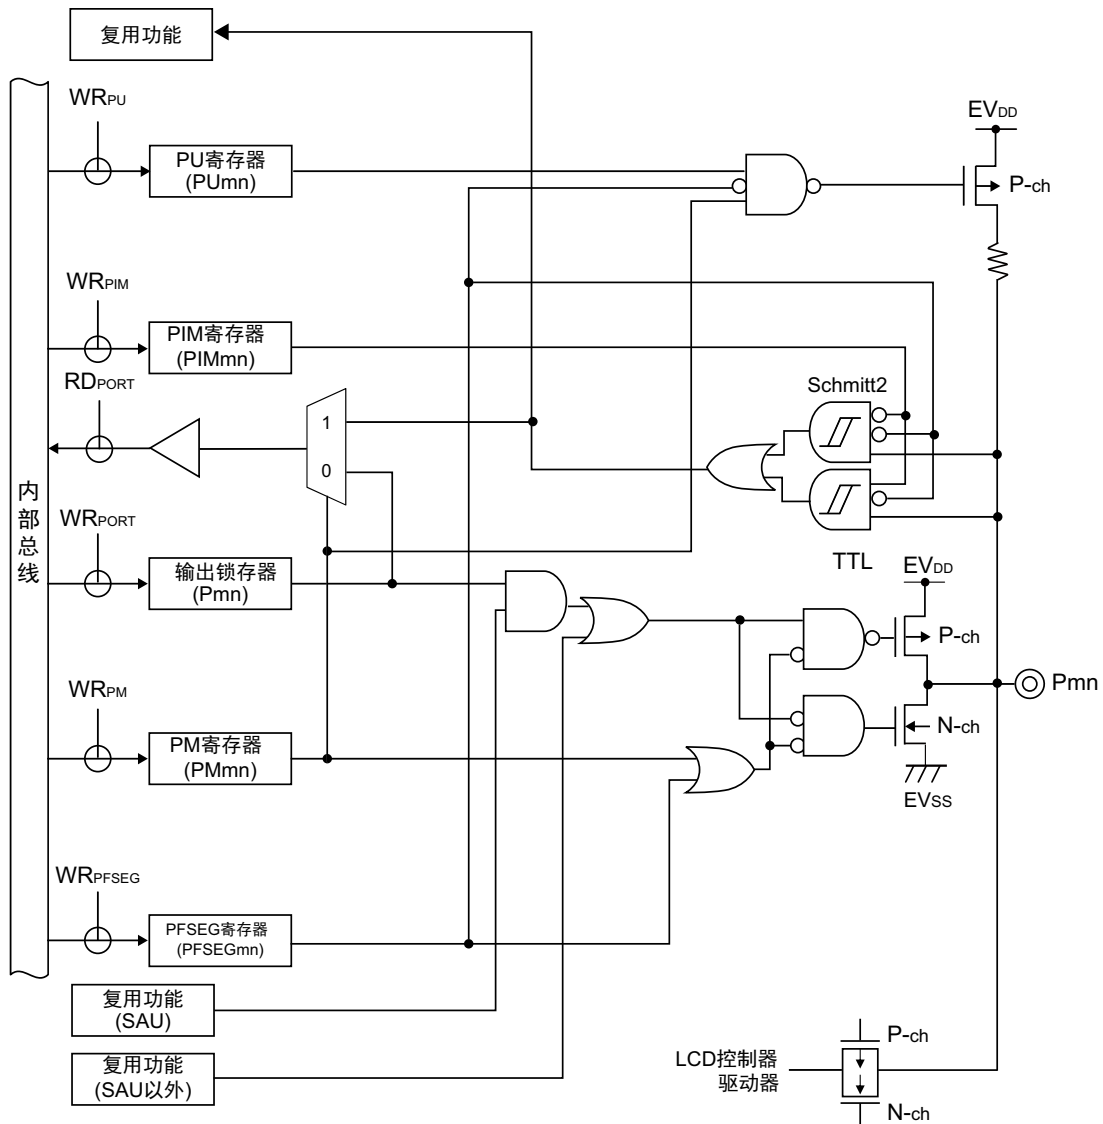 复用功能
WRPU
PU寄存器
(PUmn)
EVDD
P-ch
WRPIM
PIM寄存器
(PIMmn)
RDPORT
1
0
Schmitt2
TTL
内部总线
WRPORT
输出锁存器
(Pmn)
EVDD
P-ch
Pmn
N-ch
EVSS
WRPM
PM寄存器
(PMmn)
WRPFSEG
PFSEG寄存器
(PFSEGmn)
复用功能
(SAU)
复用功能
(SAU以外)
P-ch
LCD控制器
驱动器
N-ch